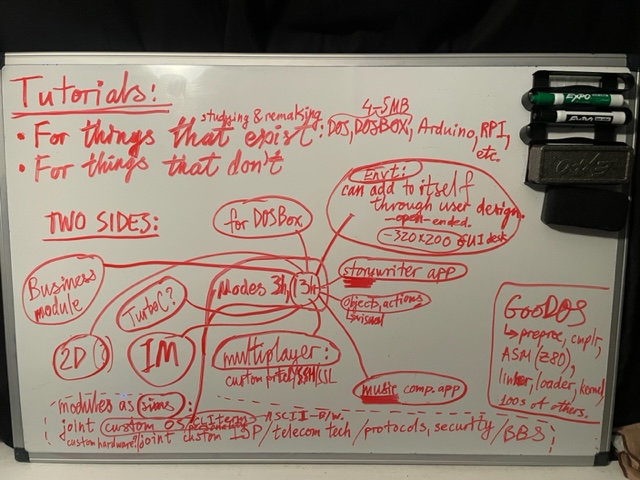 Tutorials:
studying & remaking 4-5MB
• For things that exist: DOS, DOSBOX, Arduino, RPI, etc.
• For things that don't
Envt:
can add to itself
through user design.
-open-ended.
-320x200 GUI desk
TWO SIDES:
for DOSBox
Business
module
TurboC?
Modes 3h, 13h
storywriter app
objects, actions
visual
2D
IM
multiplayer:
custom SSH/SSL
music comp. app
GOODOS
preproc, cmplr,
ASM (Z80),
linker, loader, kernel
100s of others.
modules as sims:
joint custom OS ASCII B/W.
custom hardware?/joint custom ISP/telecom tech/protocols, security/BBS
EXPO